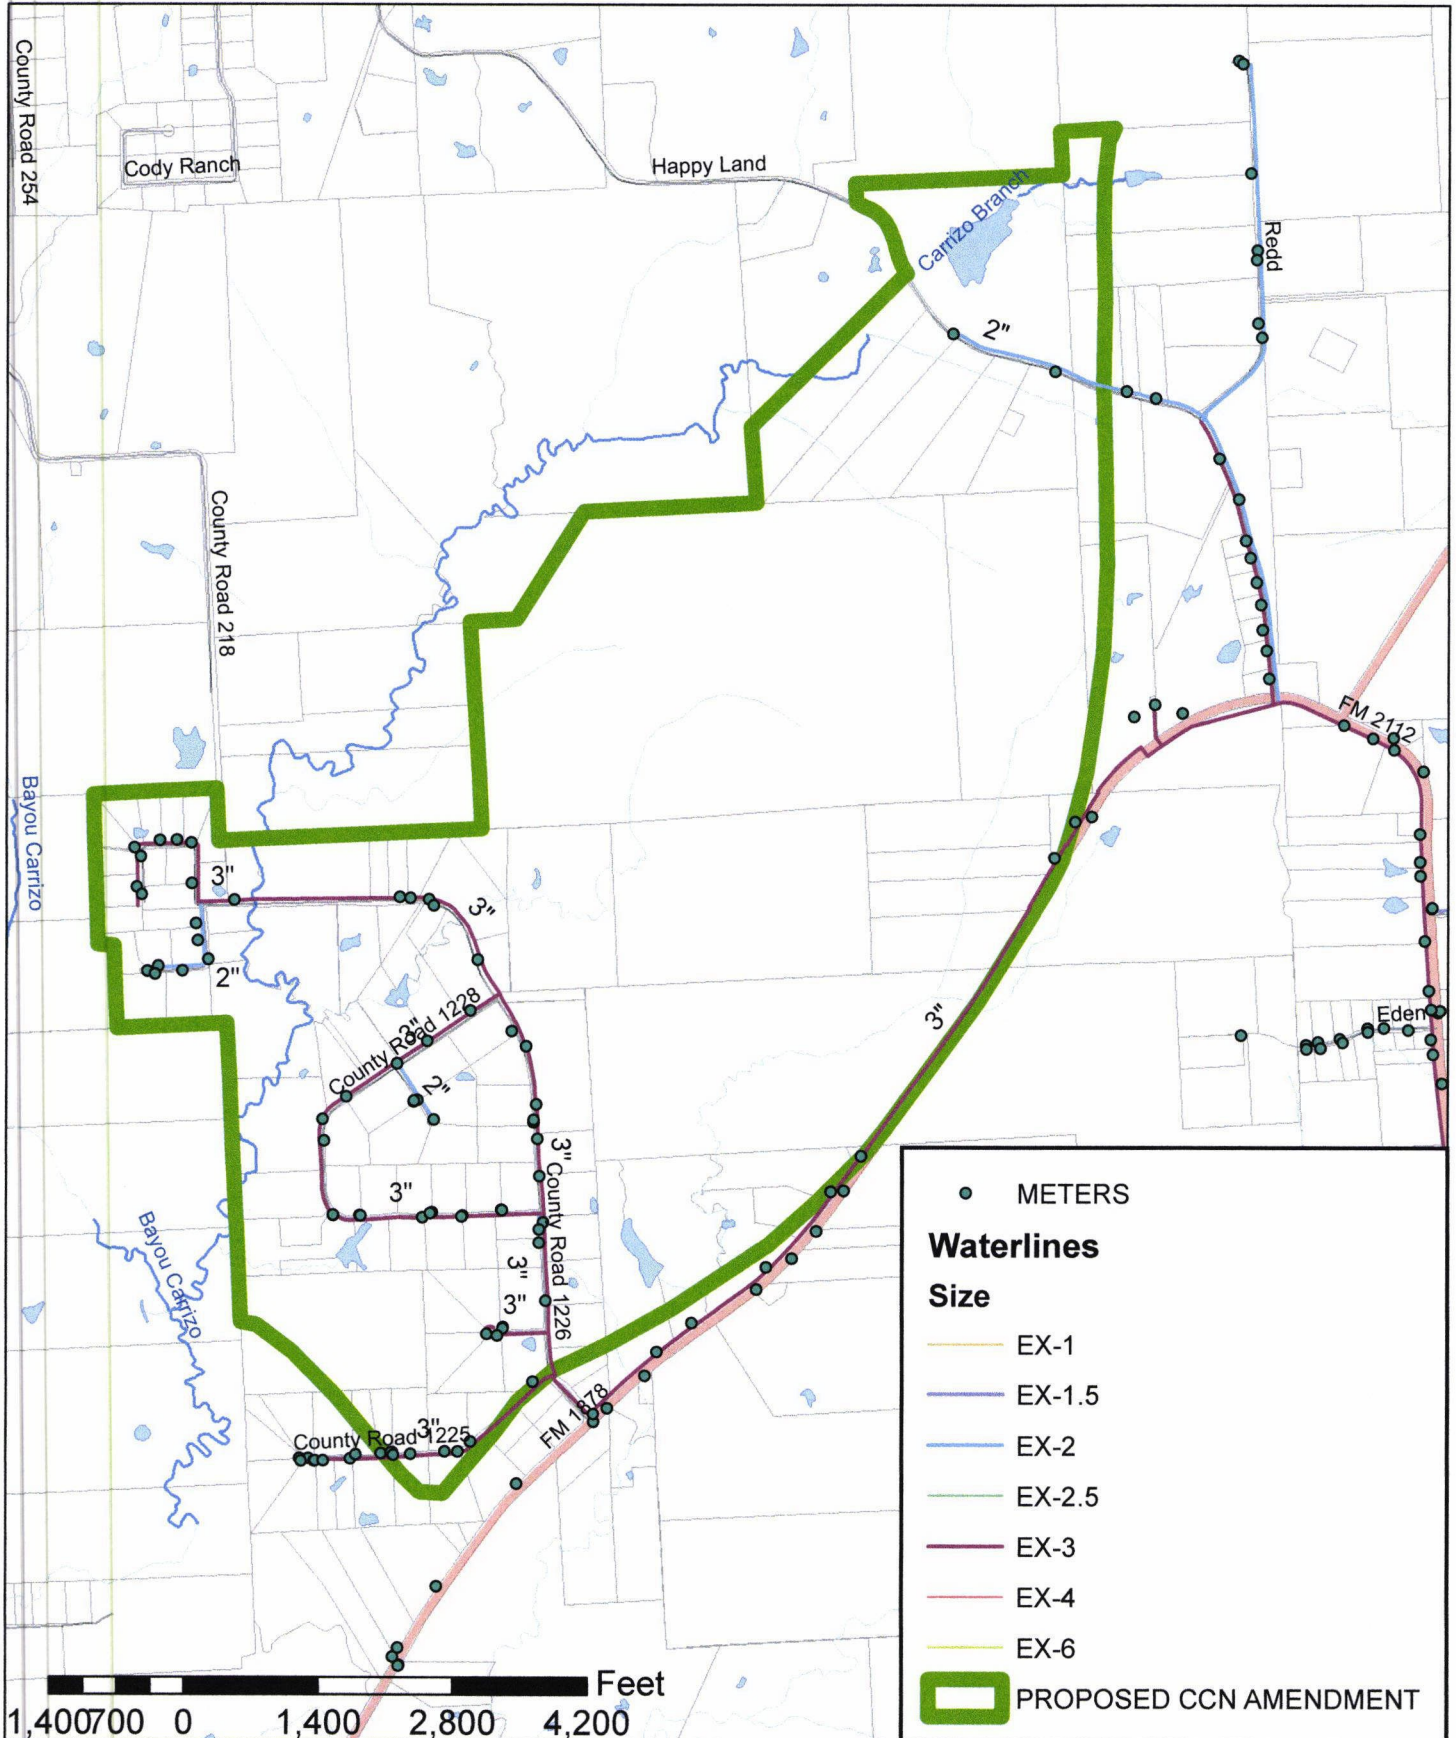 County Road 254
Cody Ranch
Happy Land
Carrizo Branch
Redd
2"
County Road 218
FM 2112
Bayou Carrizo
3"
3"
2"
County Road 1228
3"
2"
3"
Eden
3"
3"
County Road 1226
Bayou Carrizo
3"
3"
FM 1878
3"
County Road 1225
METERS
Waterlines
Size
EX-1
EX-1.5
EX-2
EX-2.5
EX-3
EX-4
EX-6
PROPOSED CCN AMENDMENT
Feet
1,400 700 0 1,400 2,800 4,200